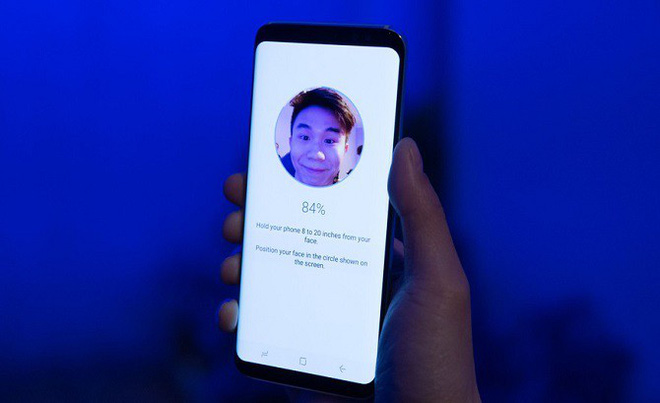 84%
Hold your phone 8 to 20 inches from your
face.
Position your face in the circle shown on
the screen.